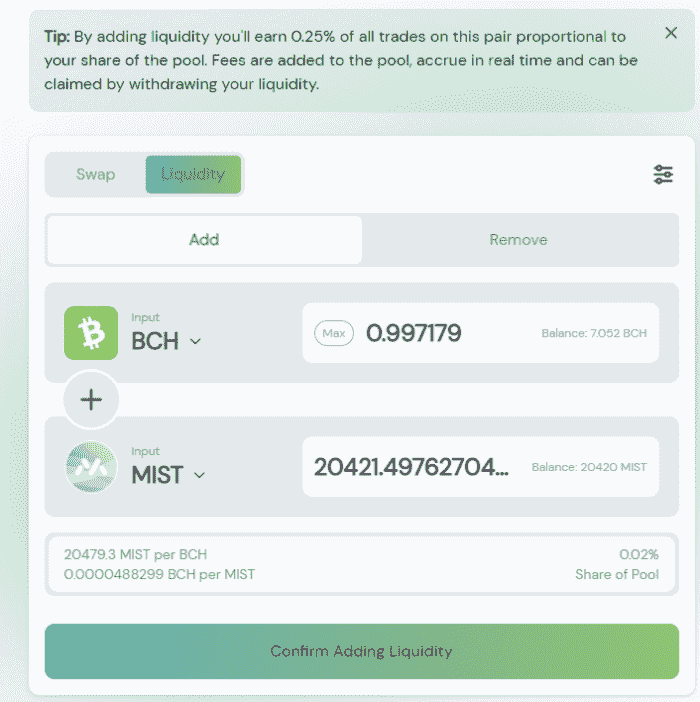 Tip: By adding liquidity you'll earn 0.25% of all trades on this pair proportional to
your share of the pool. Fees are added to the pool, accrue in real time and can be
claimed by withdrawing your liquidity.
Swap
Liquidity
Add
Remove
Input
BCH
Max
0.997179
Balance: 7.052 BCH
Input
MIST
20421.49762704...
Balance: 20420 MIST
20479.3 MIST per BCH
0.02%
0.0000488299 BCH per MIST
Share of Pool
Confirm Adding Liquidity